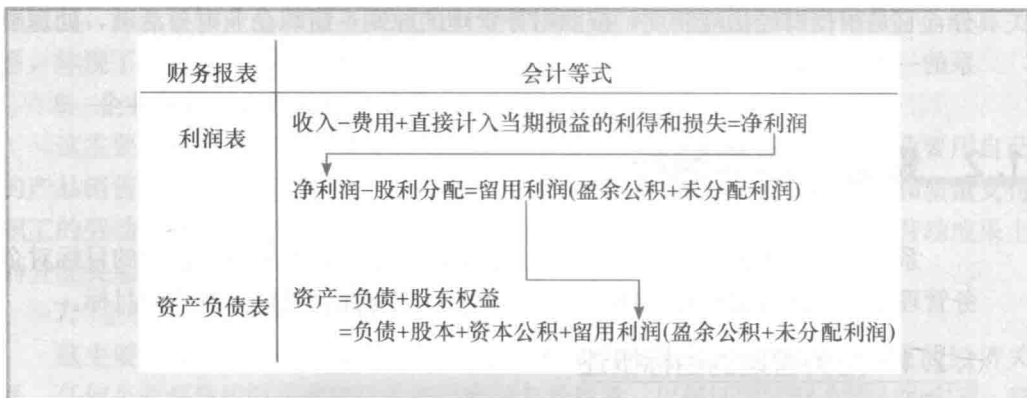 财务报表 会计等式
利润表 收入-费用+直接计入当期损益的利得和损失=净利润
净利润-股利分配=留用利润(盈余公积+未分配利润)
资产负债表 资产=负债+股东权益
=负债+股本+资本公积+留用利润(盈余公积+未分配利润)